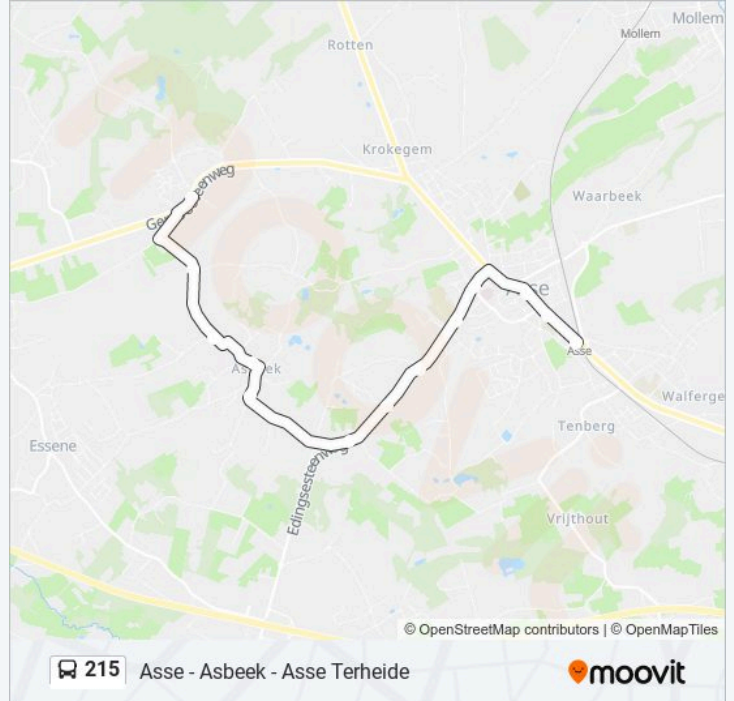 Mollem
Mollem
Rotten
Krokegem
Waarbeek
Asse
Walferge
Tenberg
Essene
Edingsesteenweg
Vrijthout
© OpenStreetMap contributors | © OpenMapTiles
215 Asse - Asbeek - Asse Terheide
moovit